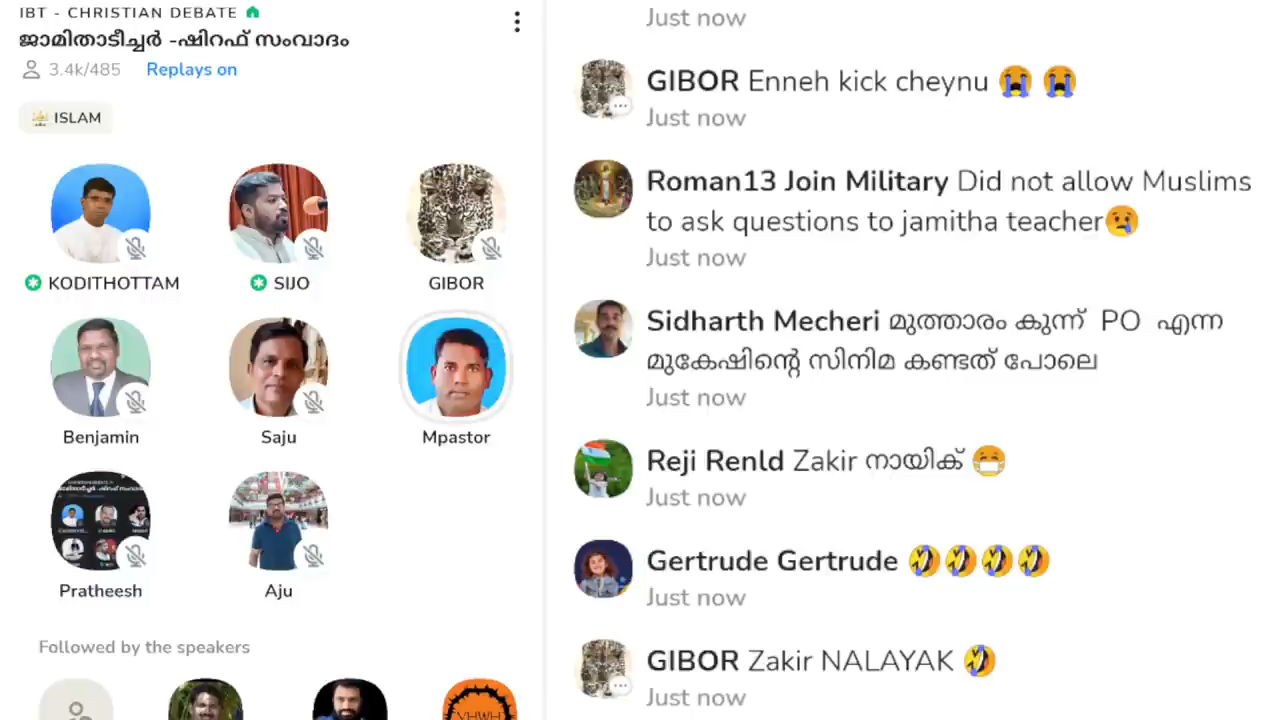 IBT - CHRISTIAN DEBATE
ജാമിതാടീച്ചർ -ഷിറഫ് സംവാദം
3.4k/485 Replays on
ISLAM
KODITHOTTAM
SIJO
GIBOR
Benjamin
Saju
Mpastor
Pratheesh
Aju
Followed by the speakers
YHWH
Just now
GIBOR Enneh kick cheynu 😭 😭
Just now
Roman13 Join Military Did not allow Muslims
to ask questions to jamitha teacher😢
Just now
Sidharth Mecheri മുത്താരം കുന്ന് PO എന്ന
മുകേഷിന്റെ സിനിമ കണ്ടത് പോലെ
Just now
Reji Renld Zakir നായിക് 😷
Just now
Gertrude Gertrude 🤣🤣🤣🤣
Just now
GIBOR Zakir NALAYAK 🤣
Just now